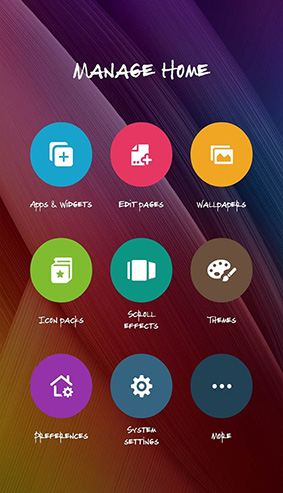 Manage Home
Apps & Widgets
Edit pages
Wallpapers
Icon packs
Scroll
effects
Themes
Preferences
System
settings
More